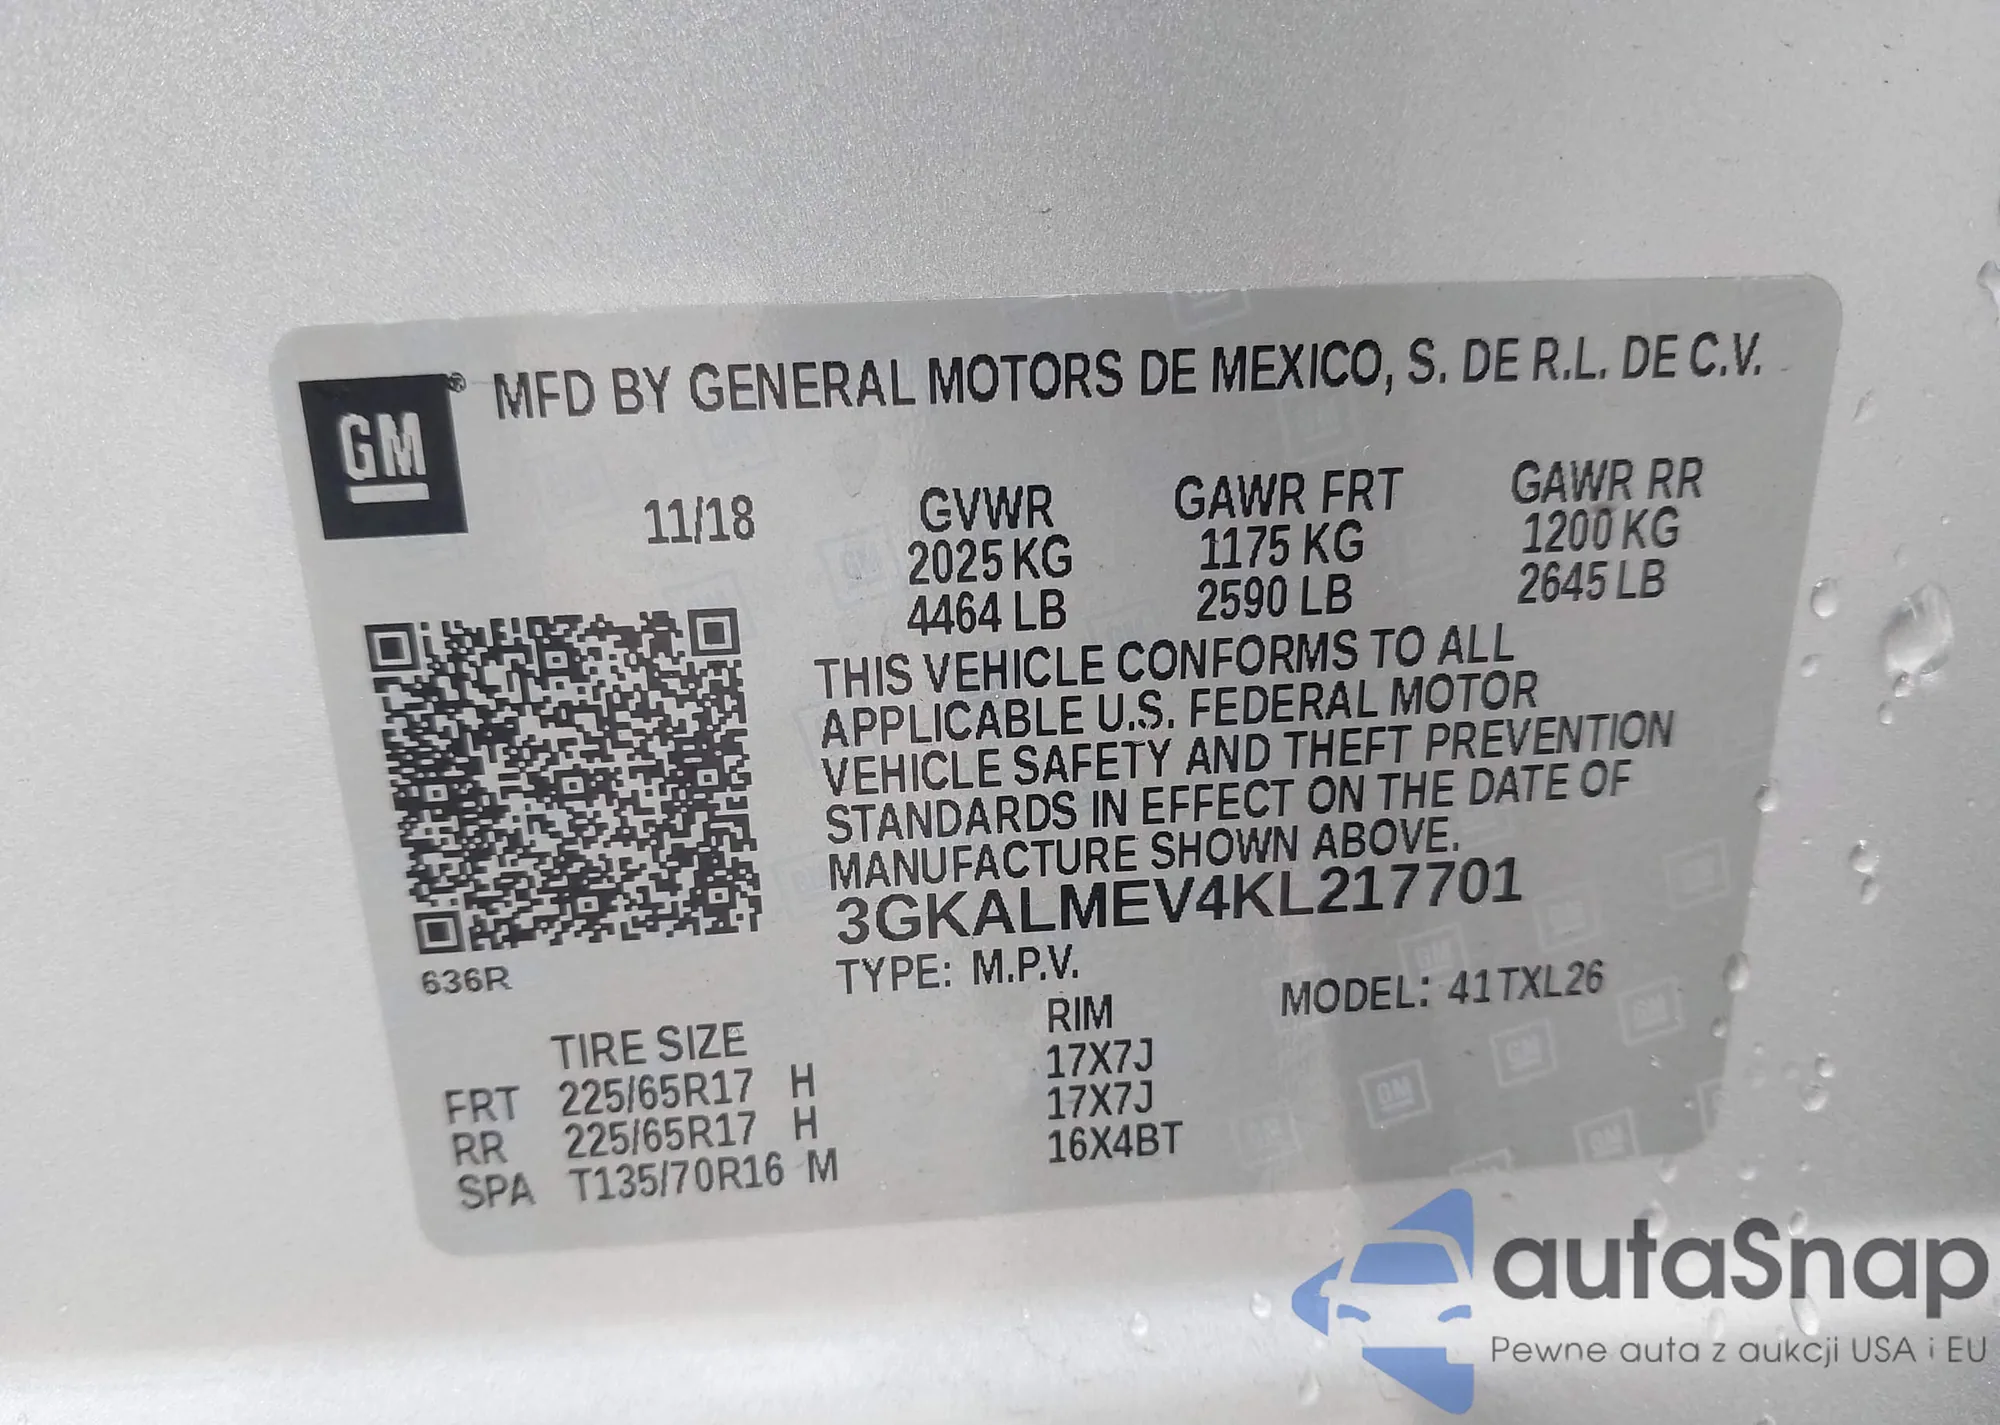 GM ® MFD BY GENERAL MOTORS DE MEXICO, S. DE R.L. DE C.V.
11/18 GVWR GAWR FRT GAWR RR
2025 KG 1175 KG 1200 KG
4464 LB 2590 LB 2645 LB
THIS VEHICLE CONFORMS TO ALL
APPLICABLE U.S. FEDERAL MOTOR
VEHICLE SAFETY AND THEFT PREVENTION
STANDARDS IN EFFECT ON THE DATE OF
MANUFACTURE SHOWN ABOVE.
3GKALMEV4KL217701
636R
TYPE: M.P.V. MODEL: 41TXL26
TIRE SIZE RIM
FRT 225/65R17 H 17X7J
RR 225/65R17 H 17X7J
SPA T135/70R16 M 16X4BT
autaSnap
Pewne auta z aukcji USA i EU